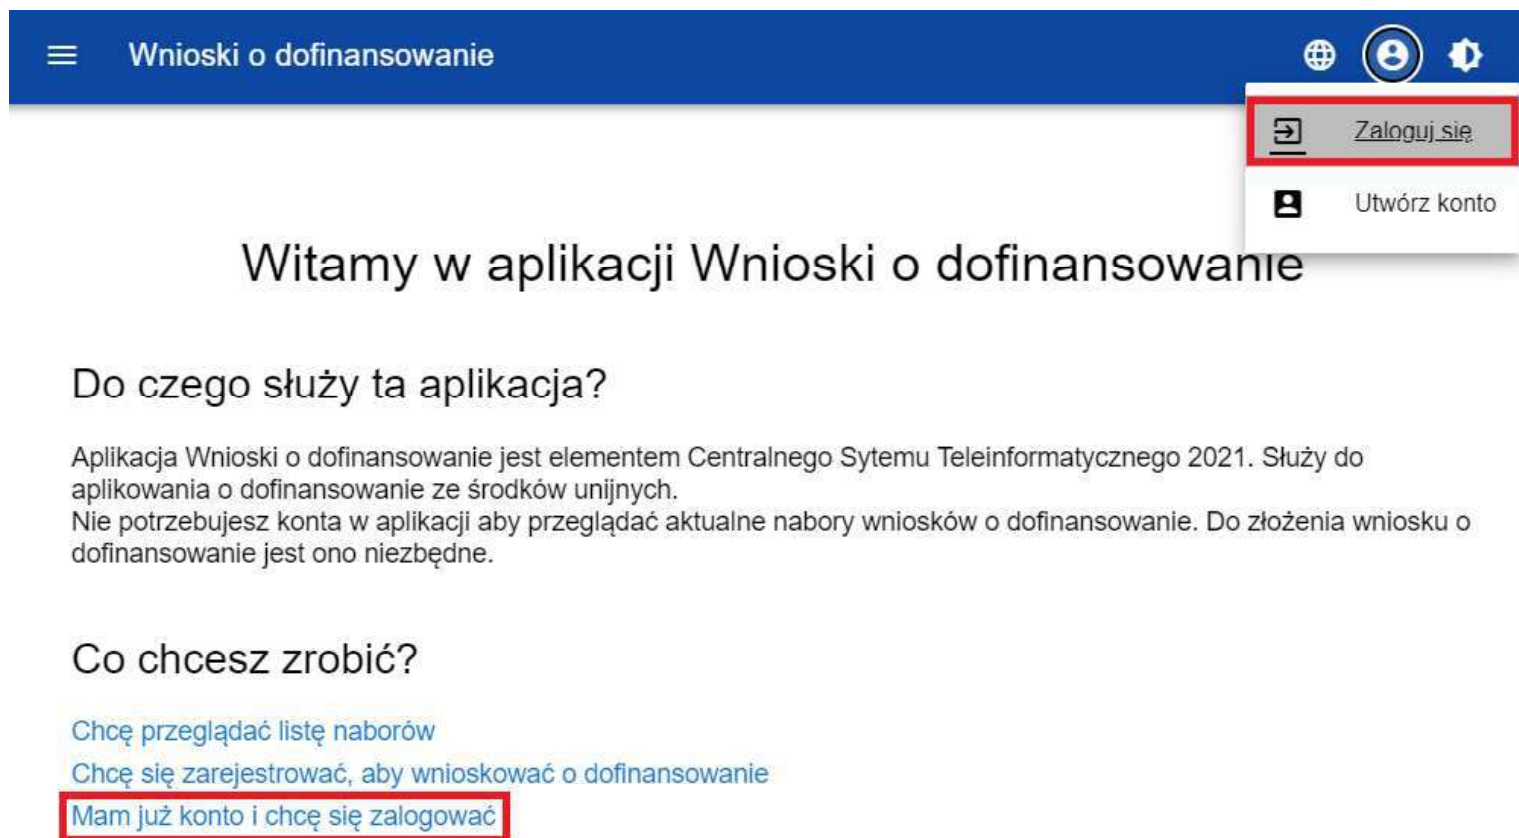 Wnioski o dofinansowanie
Zaloguj się
Utwórz konto
Witamy w aplikacji Wnioski o dofinansowanie
Do czego służy ta aplikacja?
Aplikacja Wnioski o dofinansowanie jest elementem Centralnego Sytemu Teleinformatycznego 2021. Służy do
aplikowania o dofinansowanie ze środków unijnych.
Nie potrzebujesz konta w aplikacji aby przeglądać aktualne nabory wniosków o dofinansowanie. Do złożenia wniosku o
dofinansowanie jest ono niezbędne.
Co chcesz zrobić?
Chcę przeglądać listę naborów
Chcę się zarejestrować, aby wnioskować o dofinansowanie
Mam już konto i chcę się zalogować